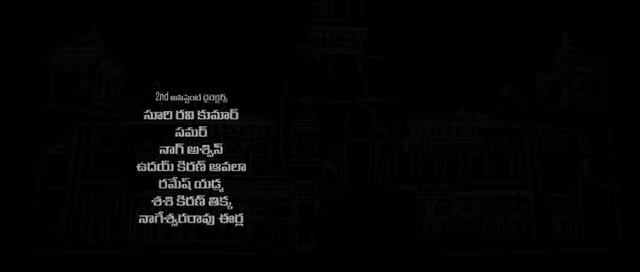 2nd అసిస్టెంట్ డైరెక్టర్స్
సూరి రవి కుమార్
సమర్
నాగ్ అశ్విన్
ఉదయ్ కిరణ్ ఆవలా
రమేష్ యడ్మ
శశి కిరణ్ తిక్క
నాగేశ్వరరావు ఈర్ల